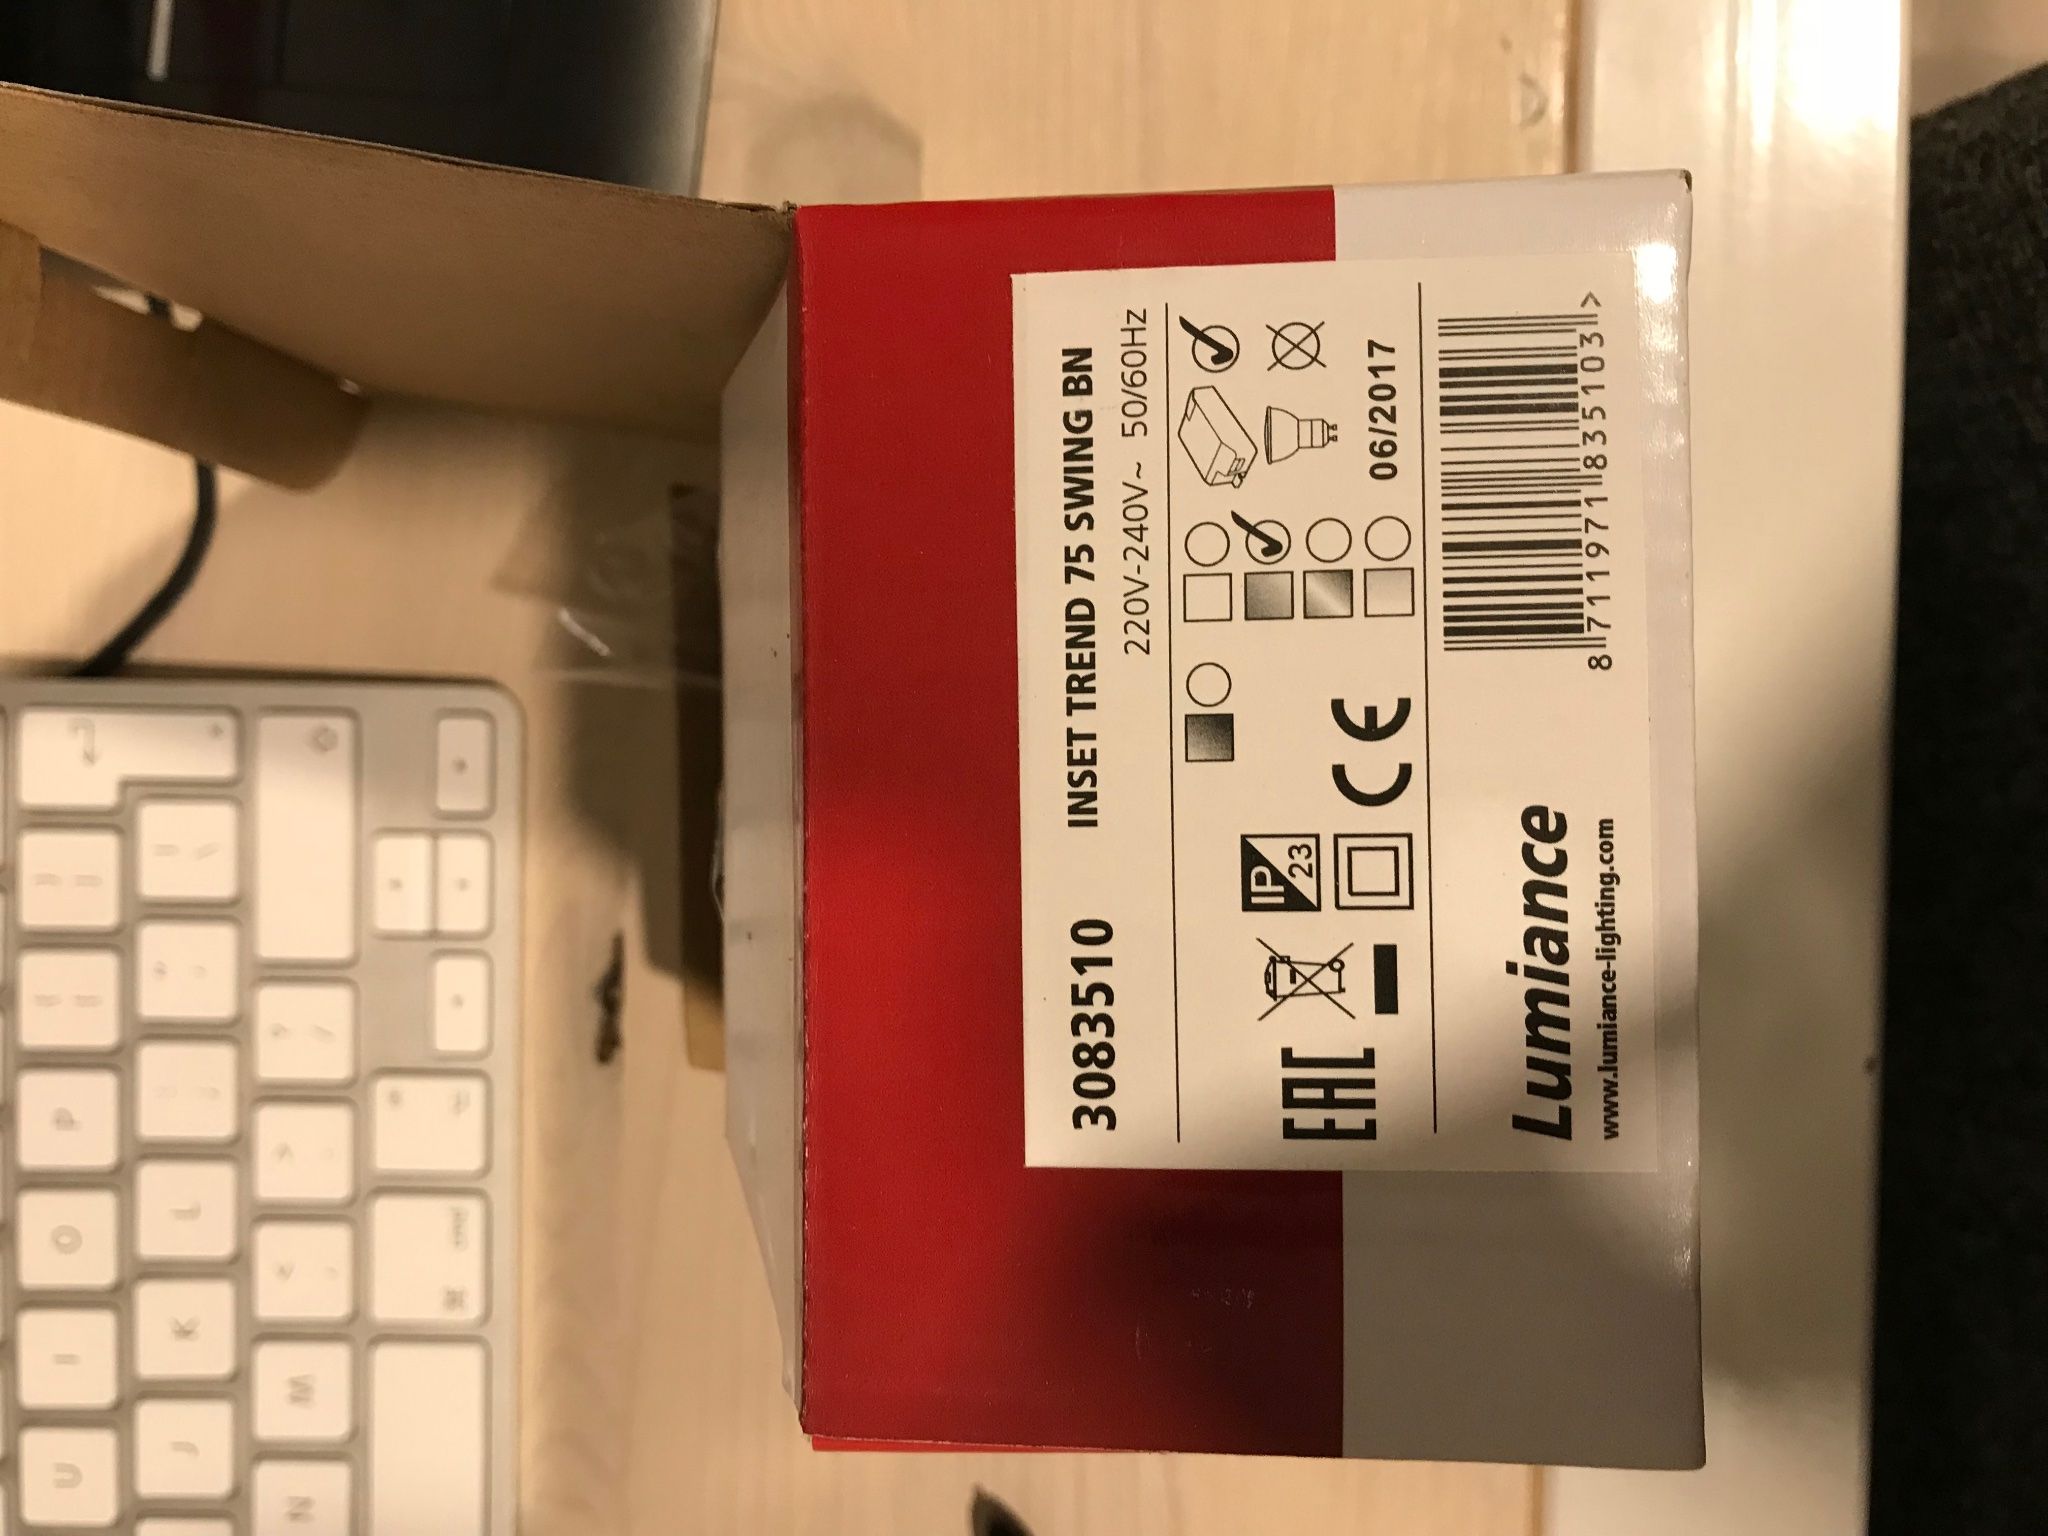 3083510 INSET TREND 75 SWING BN
220V-240V~ 50/60Hz
IP
23
EAC
CE
06/2017
Lumiance
www.lumiance-lighting.com
8 711971 835103 >
U
I
O
P
J
K
L
N
M
cmd
⌘